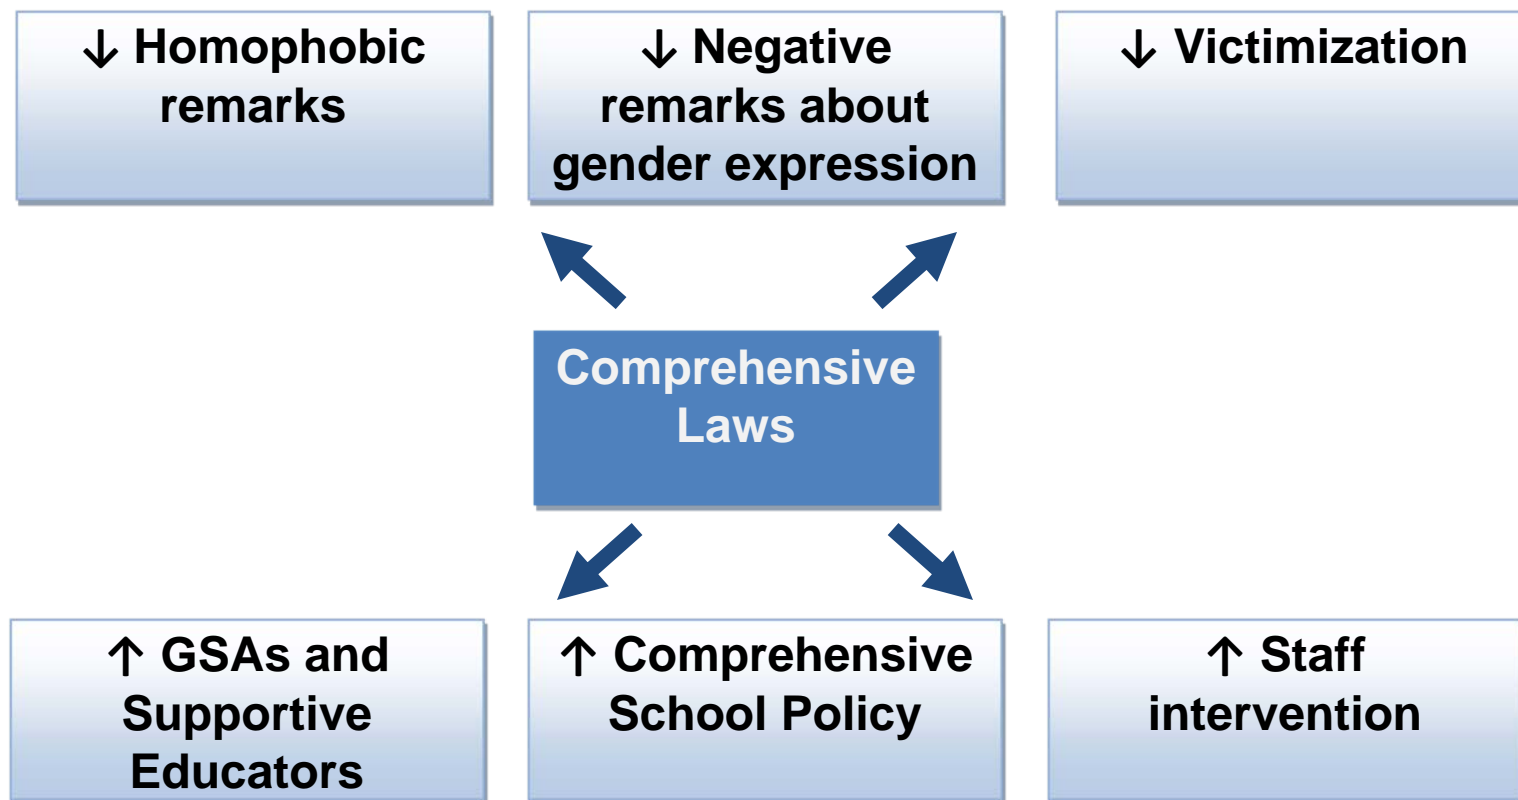 ↓ Homophobic
remarks
↓ Negative
remarks about
gender expression
↓ Victimization
Comprehensive
Laws
↑ GSAs and
Supportive
Educators
↑ Comprehensive
School Policy
↑ Staff
intervention